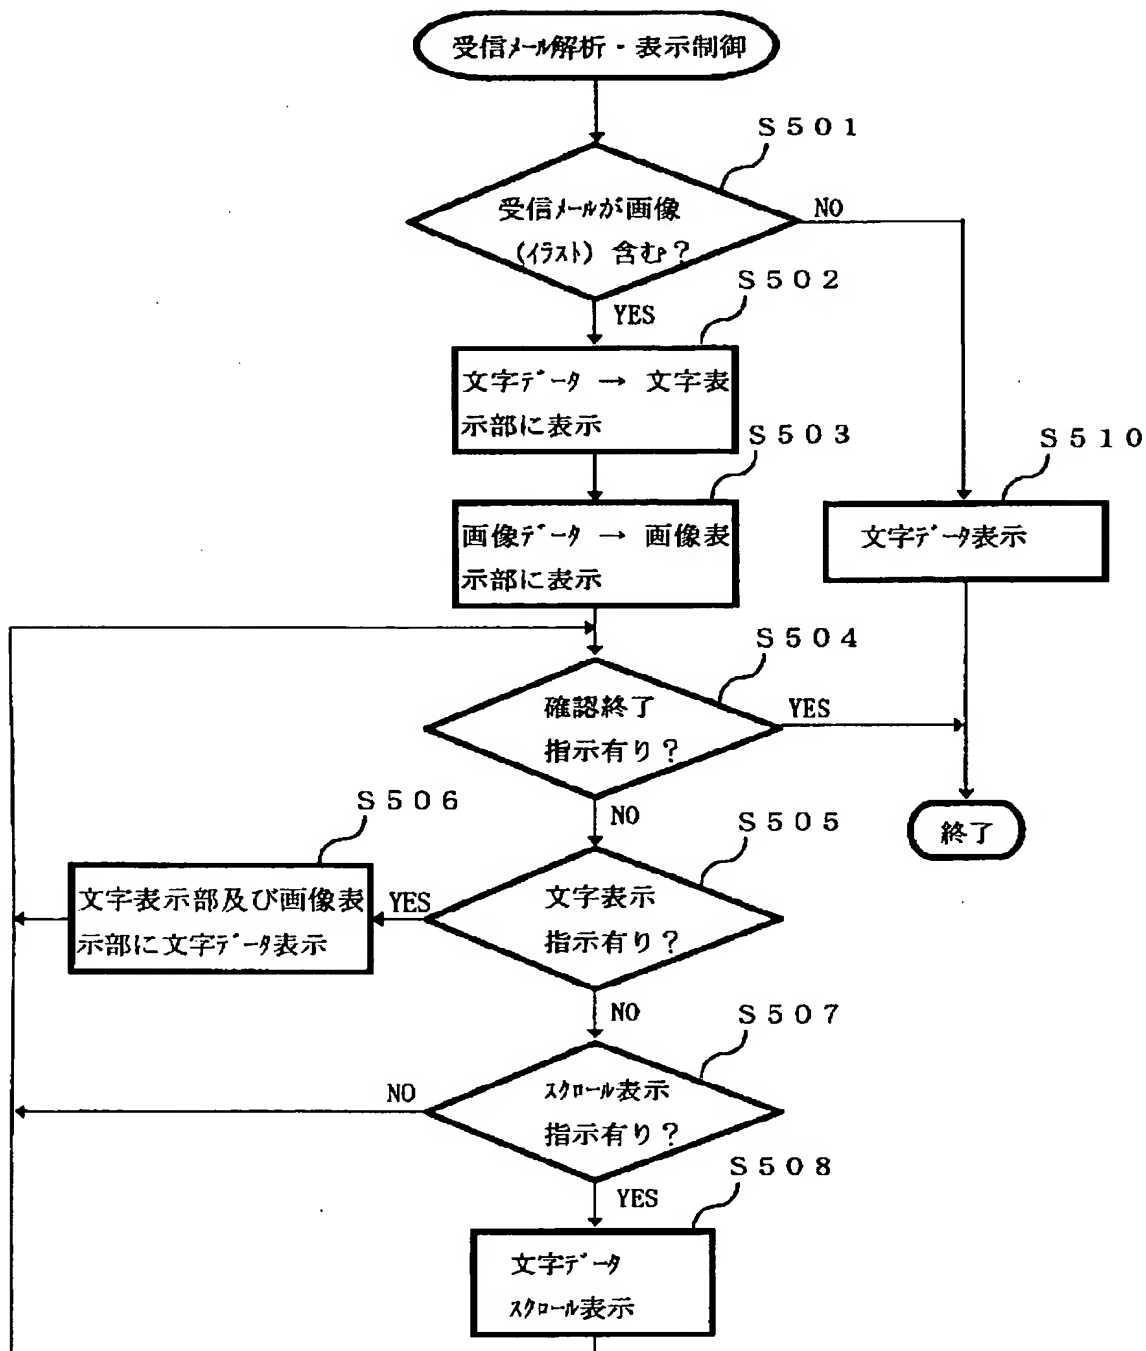 受信ﾒｰﾙ解析・表示制御
S501
受信ﾒｰﾙが画像
(ｲﾗｽﾄ) 含む？
NO
YES
S502
文字ﾃﾞｰﾀ → 文字表
示部に表示
S503
画像ﾃﾞｰﾀ → 画像表
示部に表示
S510
文字ﾃﾞｰﾀ表示
S504
確認終了
指示有り？
YES
NO
終了
S505
文字表示
指示有り？
YES
S506
文字表示部及び画像表
示部に文字ﾃﾞｰﾀ表示
NO
S507
ｽｸﾛｰﾙ表示
指示有り？
NO
YES
S508
文字ﾃﾞｰﾀ
ｽｸﾛｰﾙ表示